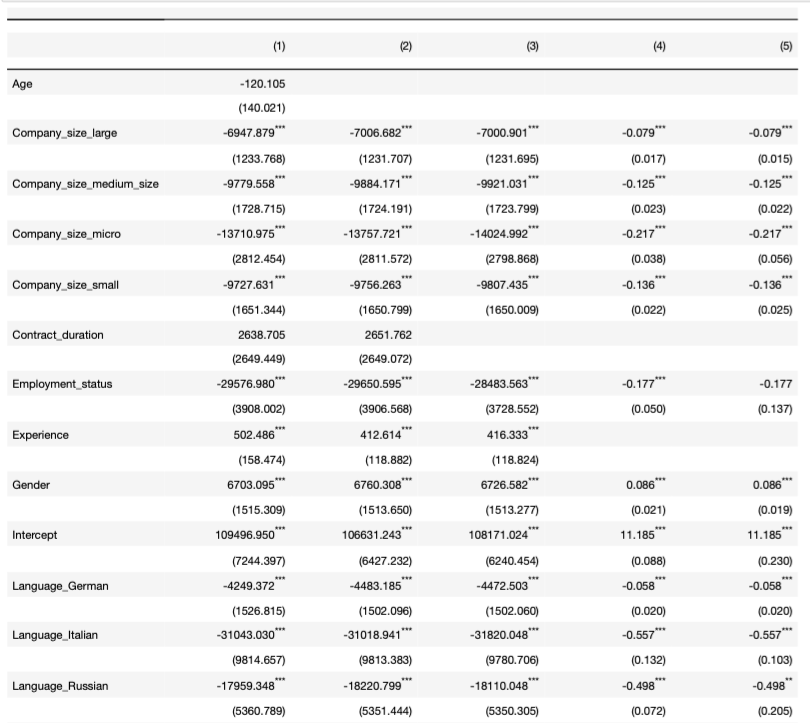 (1) (2) (3) (4) (5)
Age -120.105
(140.021)
Company_size_large -6947.879*** -7006.682*** -7000.901*** -0.079*** -0.079***
(1233.768) (1231.707) (1231.695) (0.017) (0.015)
Company_size_medium_size -9779.558*** -9884.171*** -9921.031*** -0.125*** -0.125***
(1728.715) (1724.191) (1723.799) (0.023) (0.022)
Company_size_micro -13710.975*** -13757.721*** -14024.992*** -0.217*** -0.217***
(2812.454) (2811.572) (2798.868) (0.038) (0.056)
Company_size_small -9727.631*** -9756.263*** -9807.435*** -0.136*** -0.136***
(1651.344) (1650.799) (1650.009) (0.022) (0.025)
Contract_duration 2638.705 2651.762
(2649.449) (2649.072)
Employment_status -29576.980*** -29650.595*** -28483.563*** -0.177*** -0.177
(3908.002) (3906.568) (3728.552) (0.050) (0.137)
Experience 502.486*** 412.614*** 416.333***
(158.474) (118.882) (118.824)
Gender 6703.095*** 6760.308*** 6726.582*** 0.086*** 0.086***
(1515.309) (1513.650) (1513.277) (0.021) (0.019)
Intercept 109496.950*** 106631.243*** 108171.024*** 11.185*** 11.185***
(7244.397) (6427.232) (6240.454) (0.088) (0.230)
Language_German -4249.372*** -4483.185*** -4472.503*** -0.058*** -0.058***
(1526.815) (1502.096) (1502.060) (0.020) (0.020)
Language_Italian -31043.030*** -31018.941*** -31820.048*** -0.557*** -0.557***
(9814.657) (9813.383) (9780.706) (0.132) (0.103)
Language_Russian -17959.348*** -18220.799*** -18110.048*** -0.498*** -0.498**
(5360.789) (5351.444) (5350.305) (0.072) (0.205)